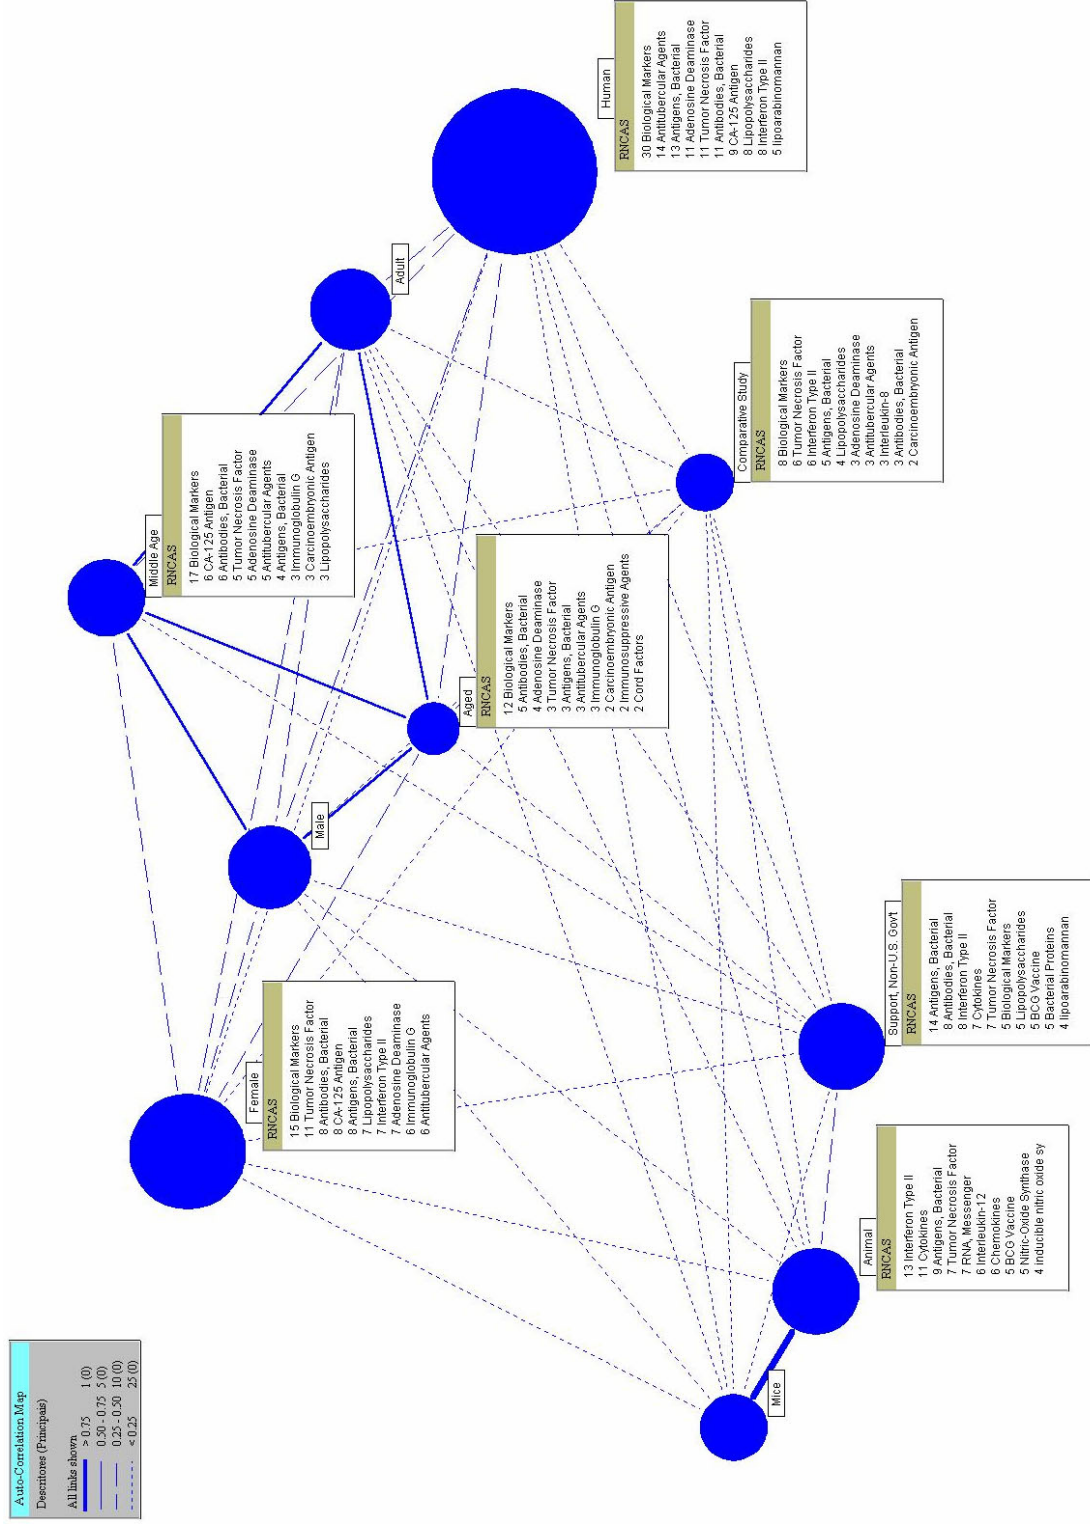 Auto-Correlation Map
Descritores (Principais)
All links shown
> 0.75 1 (0)
0.50 - 0.75 5 (0)
0.25 - 0.50 10 (0)
< 0.25 25 (0)
Female
RNCAS
15 Biological Markers
11 Tumor Necrosis Factor
8 Antibodies, Bacterial
8 CA-125 Antigen
8 Antigens, Bacterial
7 Lipopolysaccharides
7 Interferon Type II
7 Adenosine Deaminase
6 Immunoglobulin G
6 Antitubercular Agents
Male
Middle Age
RNCAS
17 Biological Markers
6 CA-125 Antigen
6 Antibodies, Bacterial
5 Tumor Necrosis Factor
5 Adenosine Deaminase
5 Antitubercular Agents
4 Antigens, Bacterial
3 Immunoglobulin G
3 Carcinoembryonic Antigen
3 Lipopolysaccharides
Adult
Aged
RNCAS
12 Biological Markers
5 Antibodies, Bacterial
4 Adenosine Deaminase
3 Tumor Necrosis Factor
3 Antigens, Bacterial
3 Antitubercular Agents
3 Immunoglobulin G
2 Carcinoembryonic Antigen
2 Immunosuppressive Agents
2 Cord Factors
Human
RNCAS
30 Biological Markers
14 Antitubercular Agents
13 Antigens, Bacterial
11 Adenosine Deaminase
11 Tumor Necrosis Factor
11 Antibodies, Bacterial
9 CA-125 Antigen
8 Lipopolysaccharides
8 Interferon Type II
5 lipoarabinomannan
Comparative Study
RNCAS
8 Biological Markers
6 Tumor Necrosis Factor
6 Interferon Type II
5 Antigens, Bacterial
4 Lipopolysaccharides
3 Adenosine Deaminase
3 Antitubercular Agents
3 Interleukin-8
3 Antibodies, Bacterial
2 Carcinoembryonic Antigen
Mice
Animal
RNCAS
13 Interferon Type II
11 Cytokines
9 Antigens, Bacterial
7 Tumor Necrosis Factor
7 RNA, Messenger
6 Interleukin-12
6 Chemokines
5 BCG Vaccine
5 Nitric-Oxide Synthase
4 inducible nitric oxide sy
Support, Non-U.S. Gov't
RNCAS
14 Antigens, Bacterial
8 Antibodies, Bacterial
8 Interferon Type II
7 Cytokines
7 Tumor Necrosis Factor
5 Biological Markers
5 Lipopolysaccharides
5 BCG Vaccine
5 Bacterial Proteins
4 lipoarabinomannan